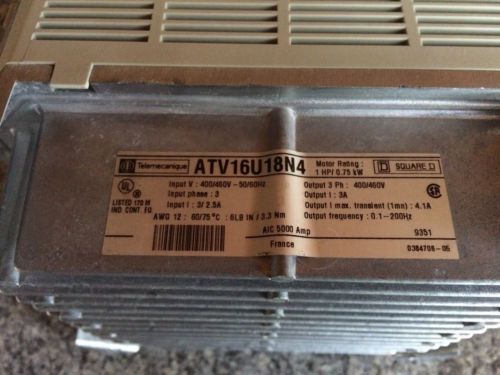 Telemecanique ATV16U18N4 Motor Rating : 1 HP/ 0.75 kW SQUARE D
UL
LISTED 170 M
IND. CONT. EQ.
Input V : 400/460V-50/60Hz
Input phase : 3
Input I : 3/ 2.5A
AWG 12 : 60/75°C : 6LB IN / 3.3 Nm
Output 3 Ph : 400/460V
Output I : 3A
Output I max. transient (1mn) : 4.1A
Output frequency : 0.1-200Hz
AIC 5000 Amp
9351
France
0384708-05